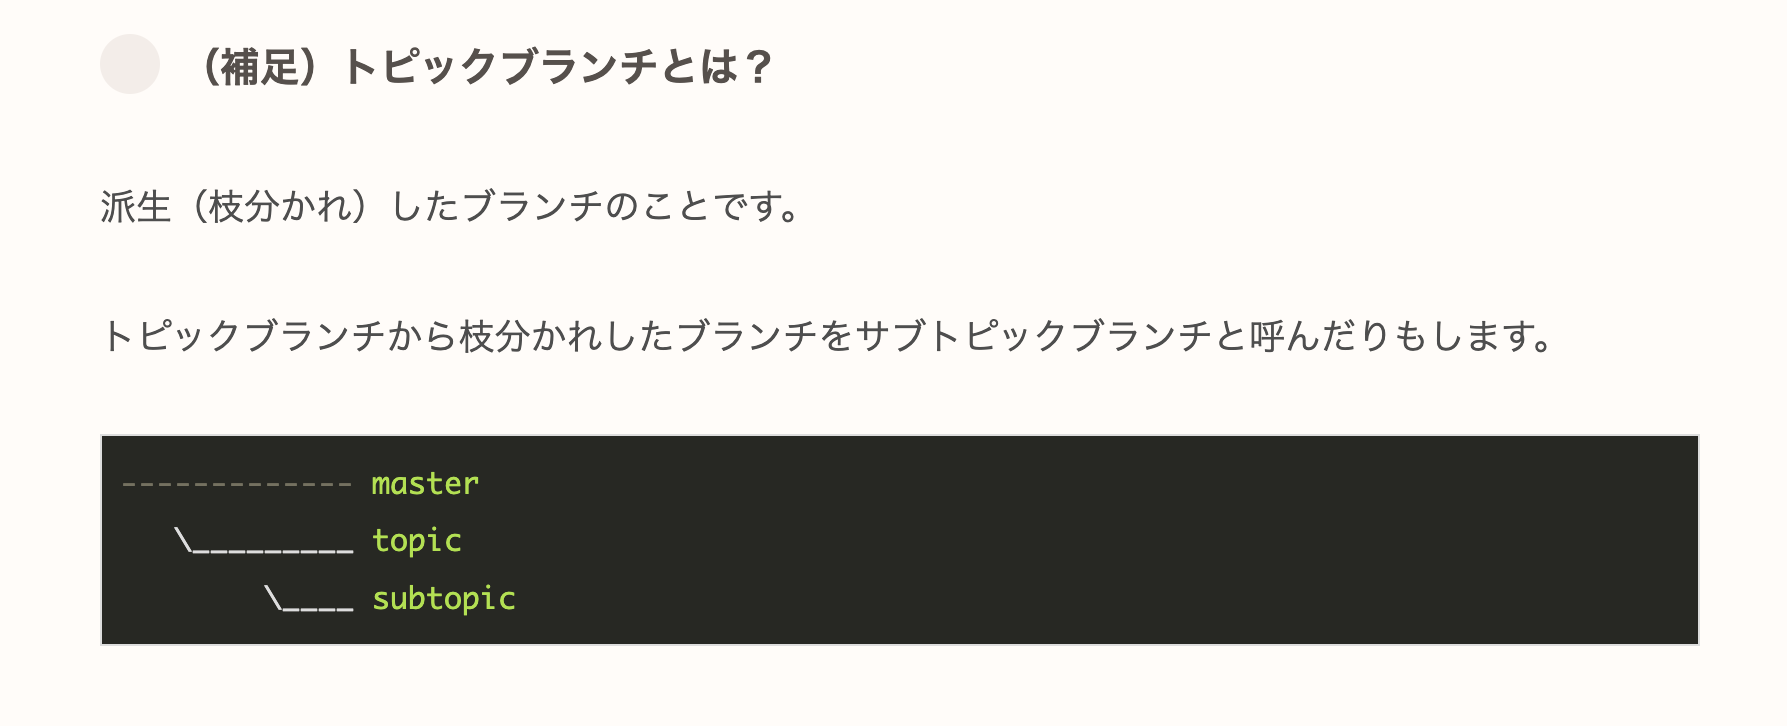 （補足）トピックブランチとは？
派生（枝分かれ）したブランチのことです。
トピックブランチから枝分かれしたブランチをサブトピックブランチと呼んだりもします。
------------- master
   \_________ topic
        \____ subtopic